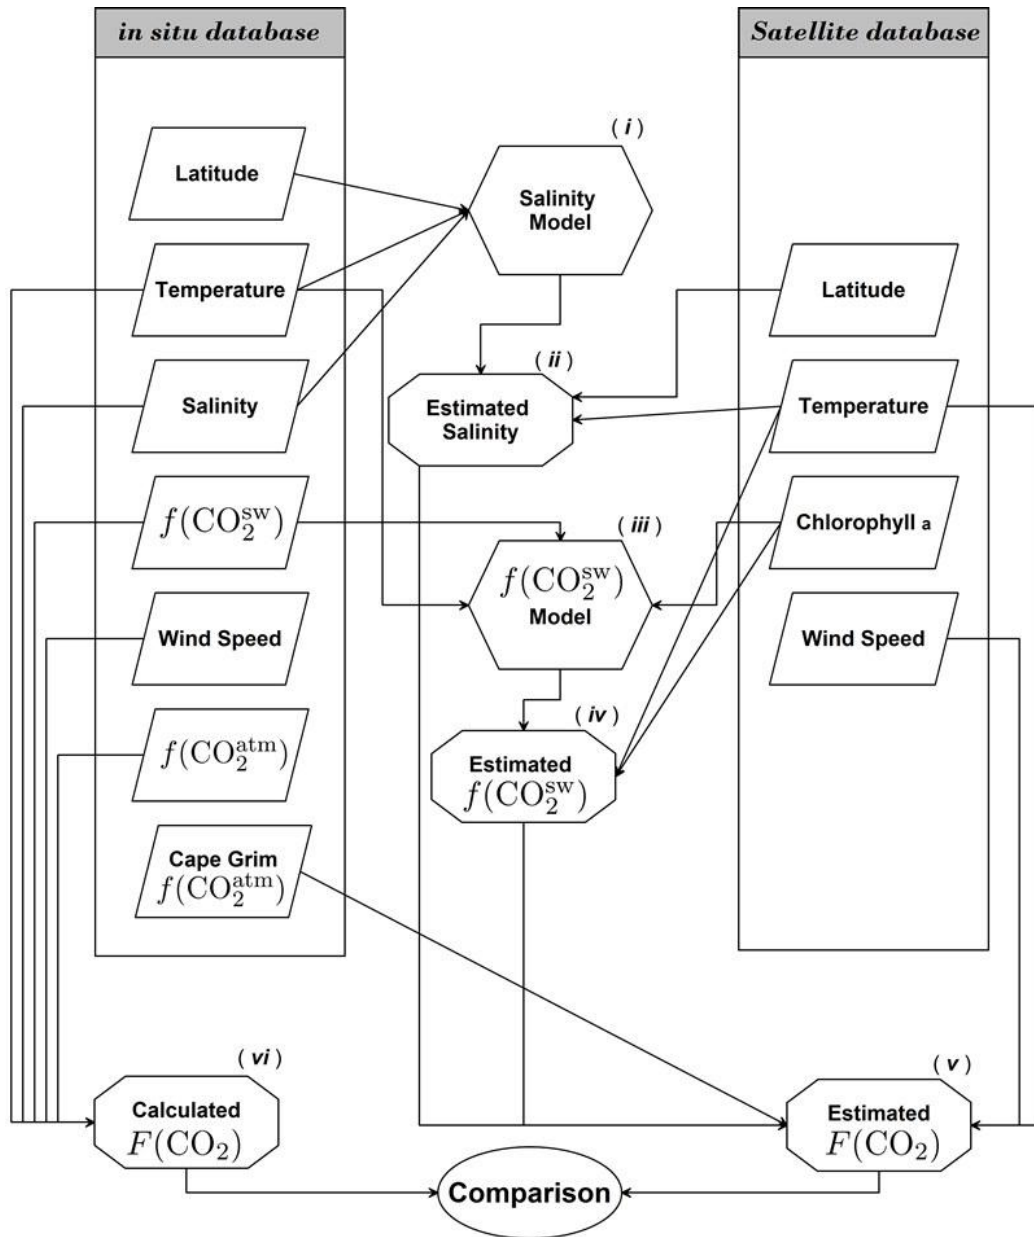 in situ database
Latitude
Temperature
Salinity
f(CO₂ˢʷ)
Wind Speed
f(CO₂ᵃᵗᵐ)
Cape Grim
f(CO₂ᵃᵗᵐ)
(i)
Salinity
Model
(ii)
Estimated
Salinity
(iii)
f(CO₂ˢʷ)
Model
(iv)
Estimated
f(CO₂ˢʷ)
Satellite database
Latitude
Temperature
Chlorophyll a
Wind Speed
(vi)
Calculated
F(CO₂)
(v)
Estimated
F(CO₂)
Comparison